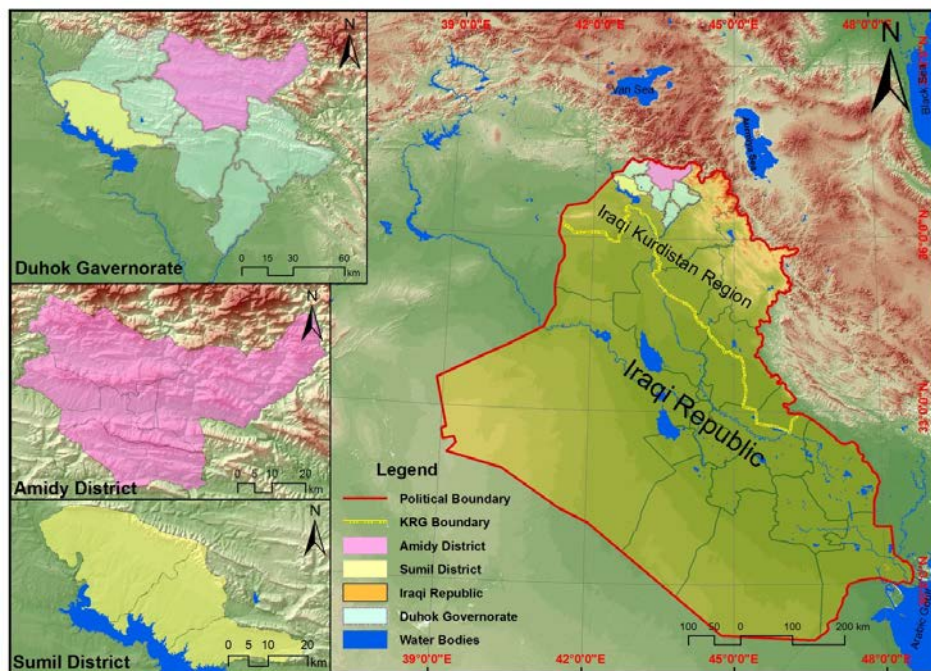 39°0'0"E
42°0'0"E
45°0'0"E
48°0'0"E
N
Duhok Gavernorate
0 15 30 60
km
N
Amidy District
0 5 10 20
km
N
Sumil District
0 5 10 20
km
N
Van Sea
Black Sea
36°0'0"N
33°0'0"N
Iraqi Kurdistan Region
Iraqi Republic
Legend
Political Boundary
KRG Boundary
Amidy District
Sumil District
Iraqi Republic
Duhok Governorate
Water Bodies
100 50 0 100 200 km
Arabic
39°0'0"E
42°0'0"E
45°0'0"E
48°0'0"E